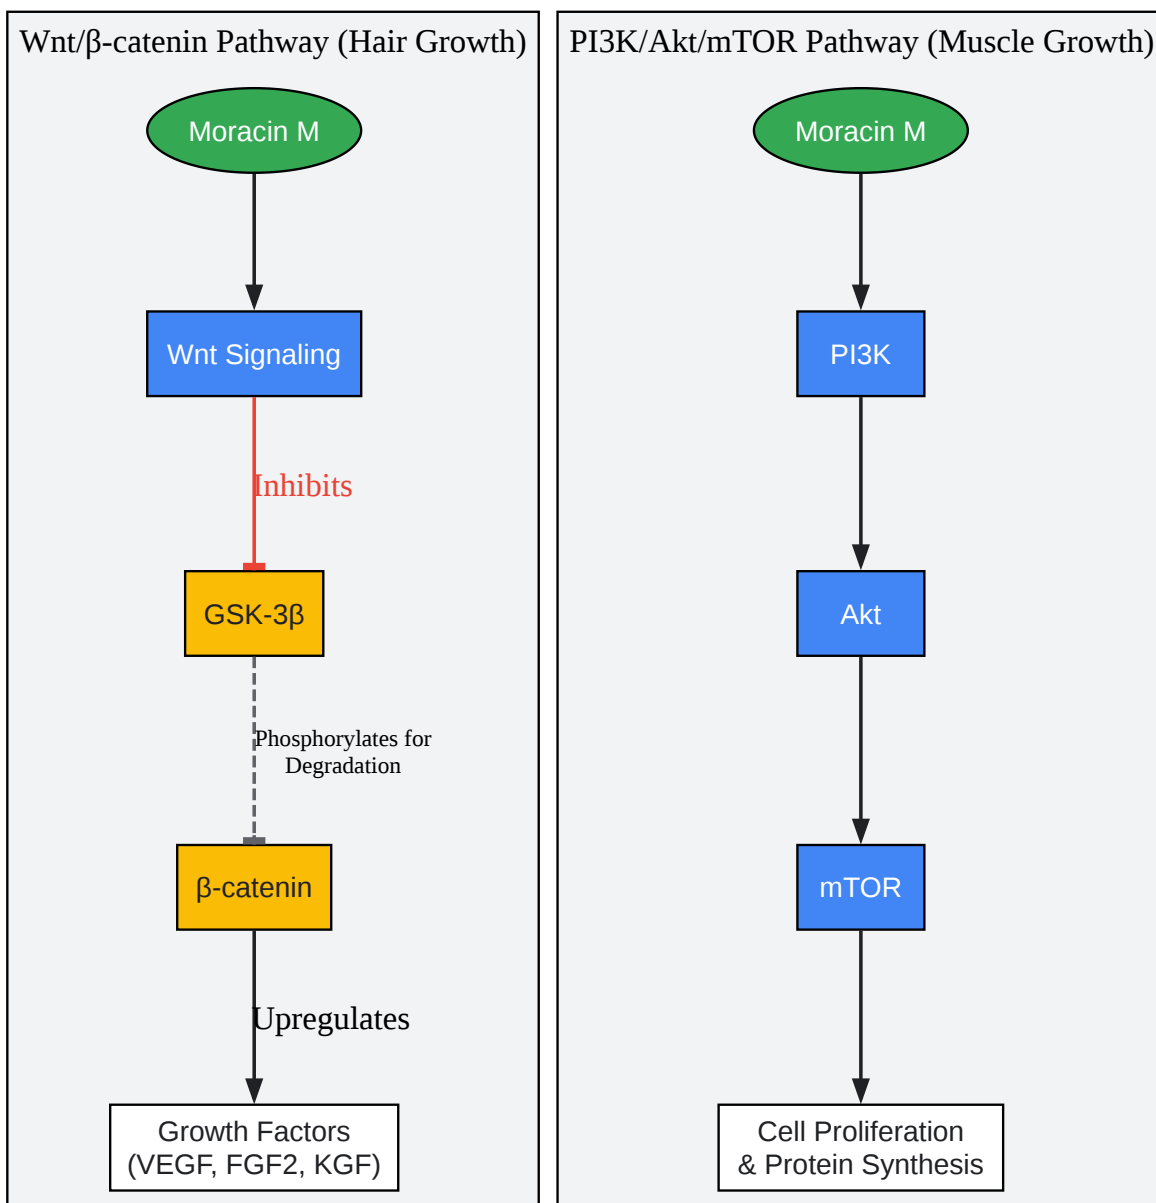 Wnt/β-catenin Pathway (Hair Growth)
Moracin M
Wnt Signaling
Inhibits
GSK-3β
Phosphorylates for
Degradation
β-catenin
Upregulates
Growth Factors
(VEGF, FGF2, KGF)
PI3K/Akt/mTOR Pathway (Muscle Growth)
Moracin M
PI3K
Akt
mTOR
Cell Proliferation
& Protein Synthesis